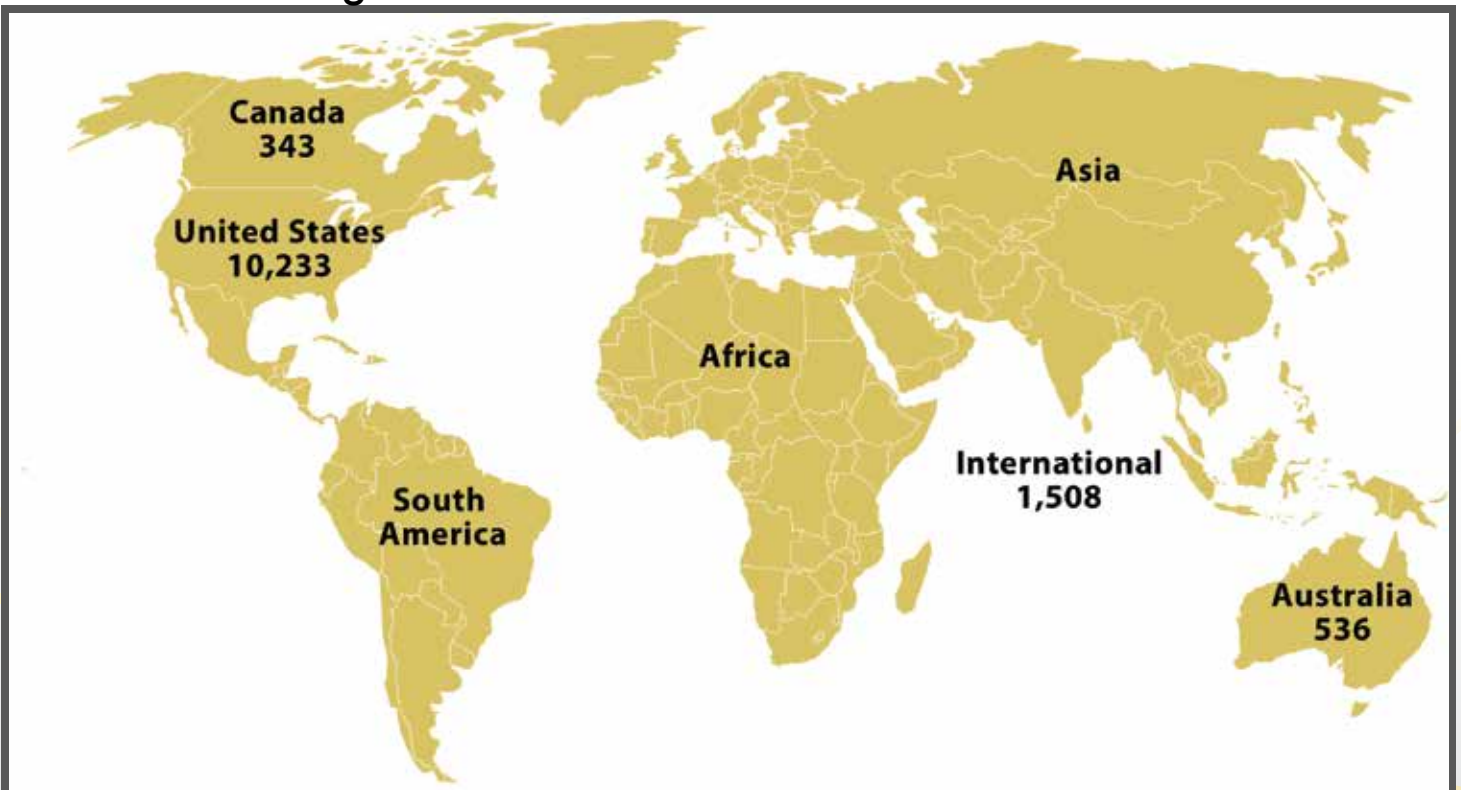 Canada
343
United States
10,233
Asia
Africa
International
1,508
South
America
Australia
536